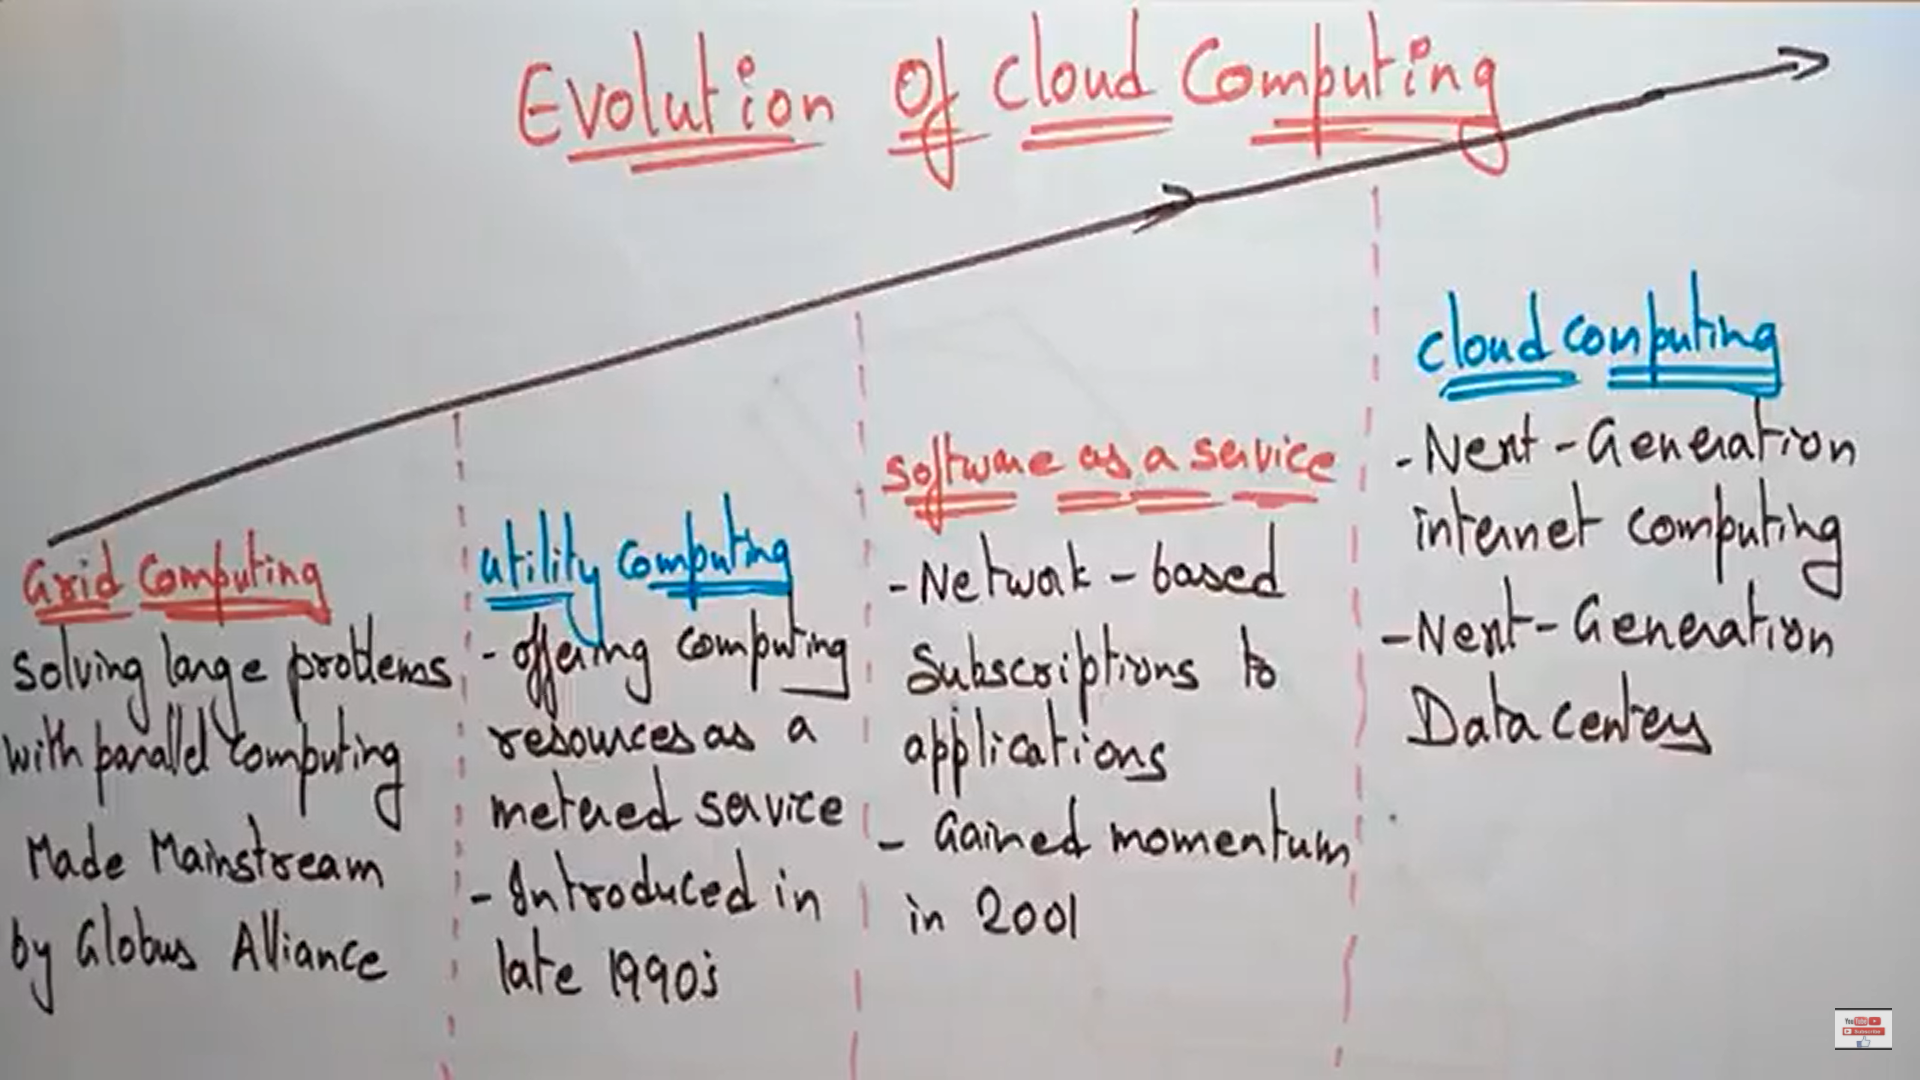 Evolution Of Cloud Computing
Grid Computing
solving large problems
with parallel computing
Made Mainstream
by Globus Alliance
utility computing
- offering computing
resources as a
metered service
- Introduced in
late 1990's
software as a service
- Network - based
Subscriptions to
applications
- Gained momentum
in 2001
cloud computing
- Next - Generation
internet computing
- Next - Generation
Data centers
YouTube
Subscribe